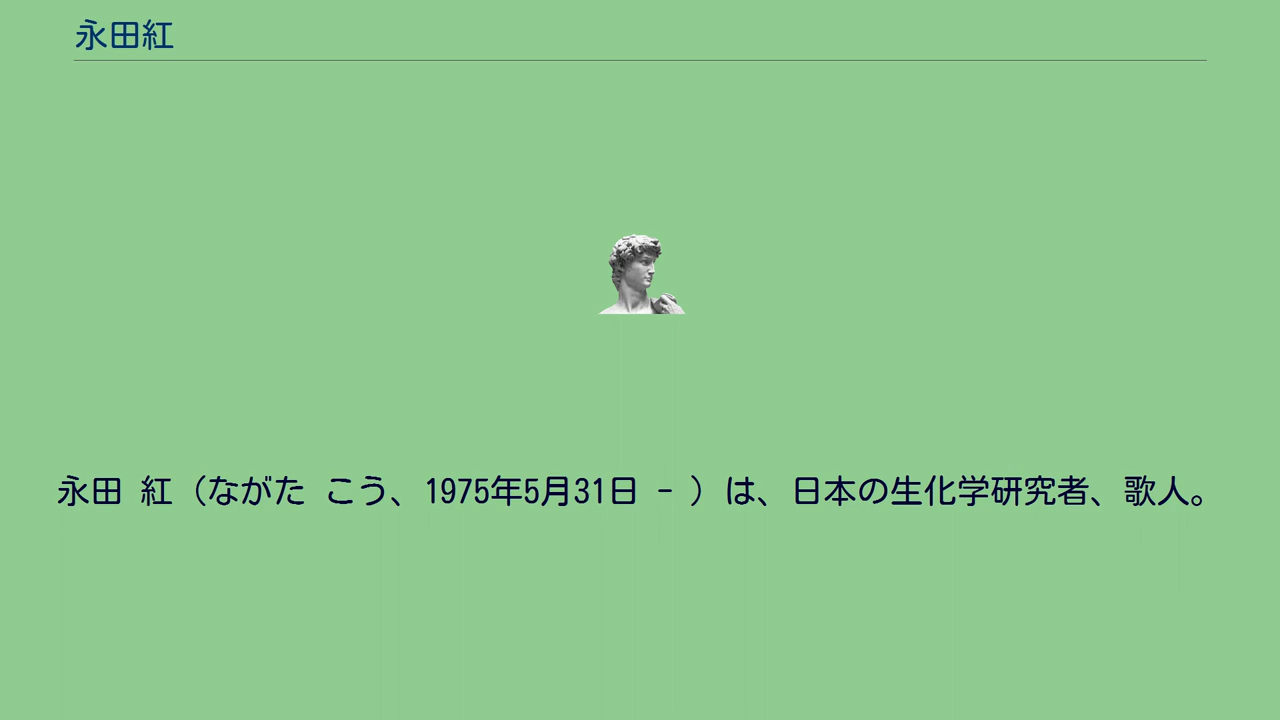 永田紅
永田 紅（ながた こう、1975年5月31日 - ）は、日本の生化学研究者、歌人。